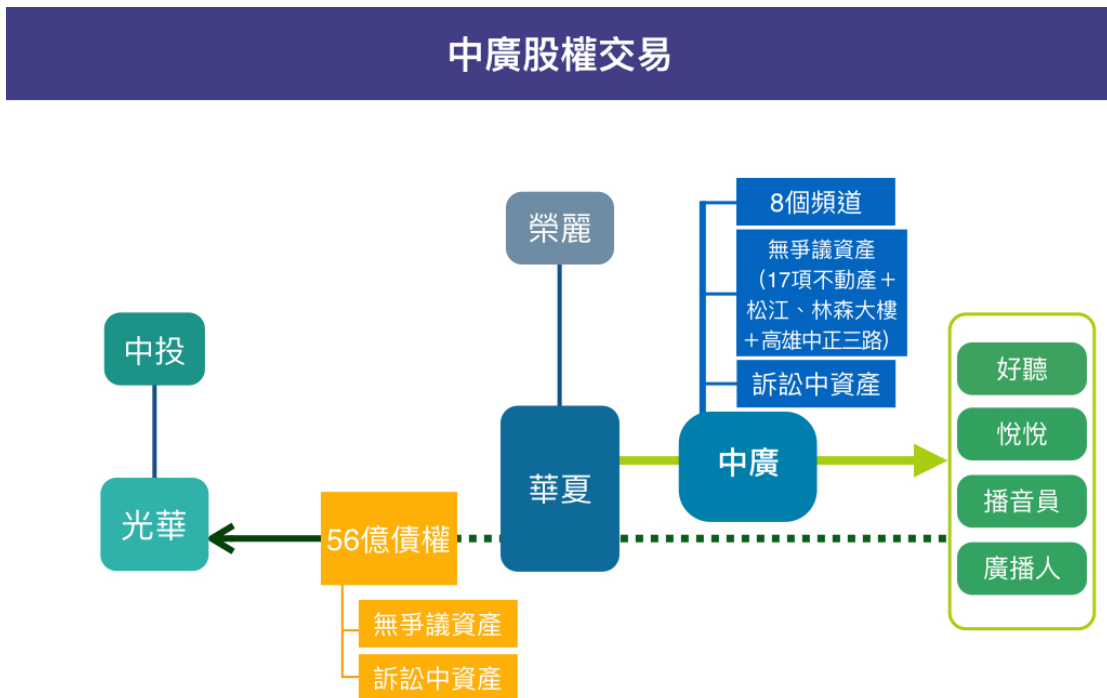 中廣股權交易
8個頻道
榮麗
無爭議資產
（17項不動產＋
松江、林森大樓
＋高雄中正三路）
訴訟中資產
中投
好聽
悅悅
播音員
廣播人
中廣
華夏
光華
56億債權
無爭議資產
訴訟中資產